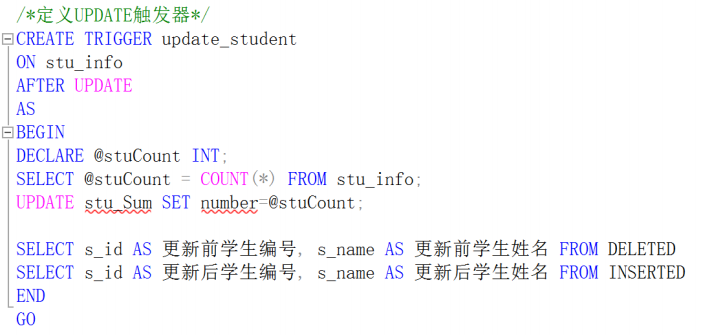 /*定义UPDATE触发器*/
CREATE TRIGGER update_student
ON stu_info
AFTER UPDATE
AS
BEGIN
DECLARE @stuCount INT;
SELECT @stuCount = COUNT(*) FROM stu_info;
UPDATE stu_Sum SET number=@stuCount;
SELECT s_id AS 更新前学生编号, s_name AS 更新前学生姓名 FROM DELETED
SELECT s_id AS 更新后学生编号, s_name AS 更新后学生姓名 FROM INSERTED
END
GO